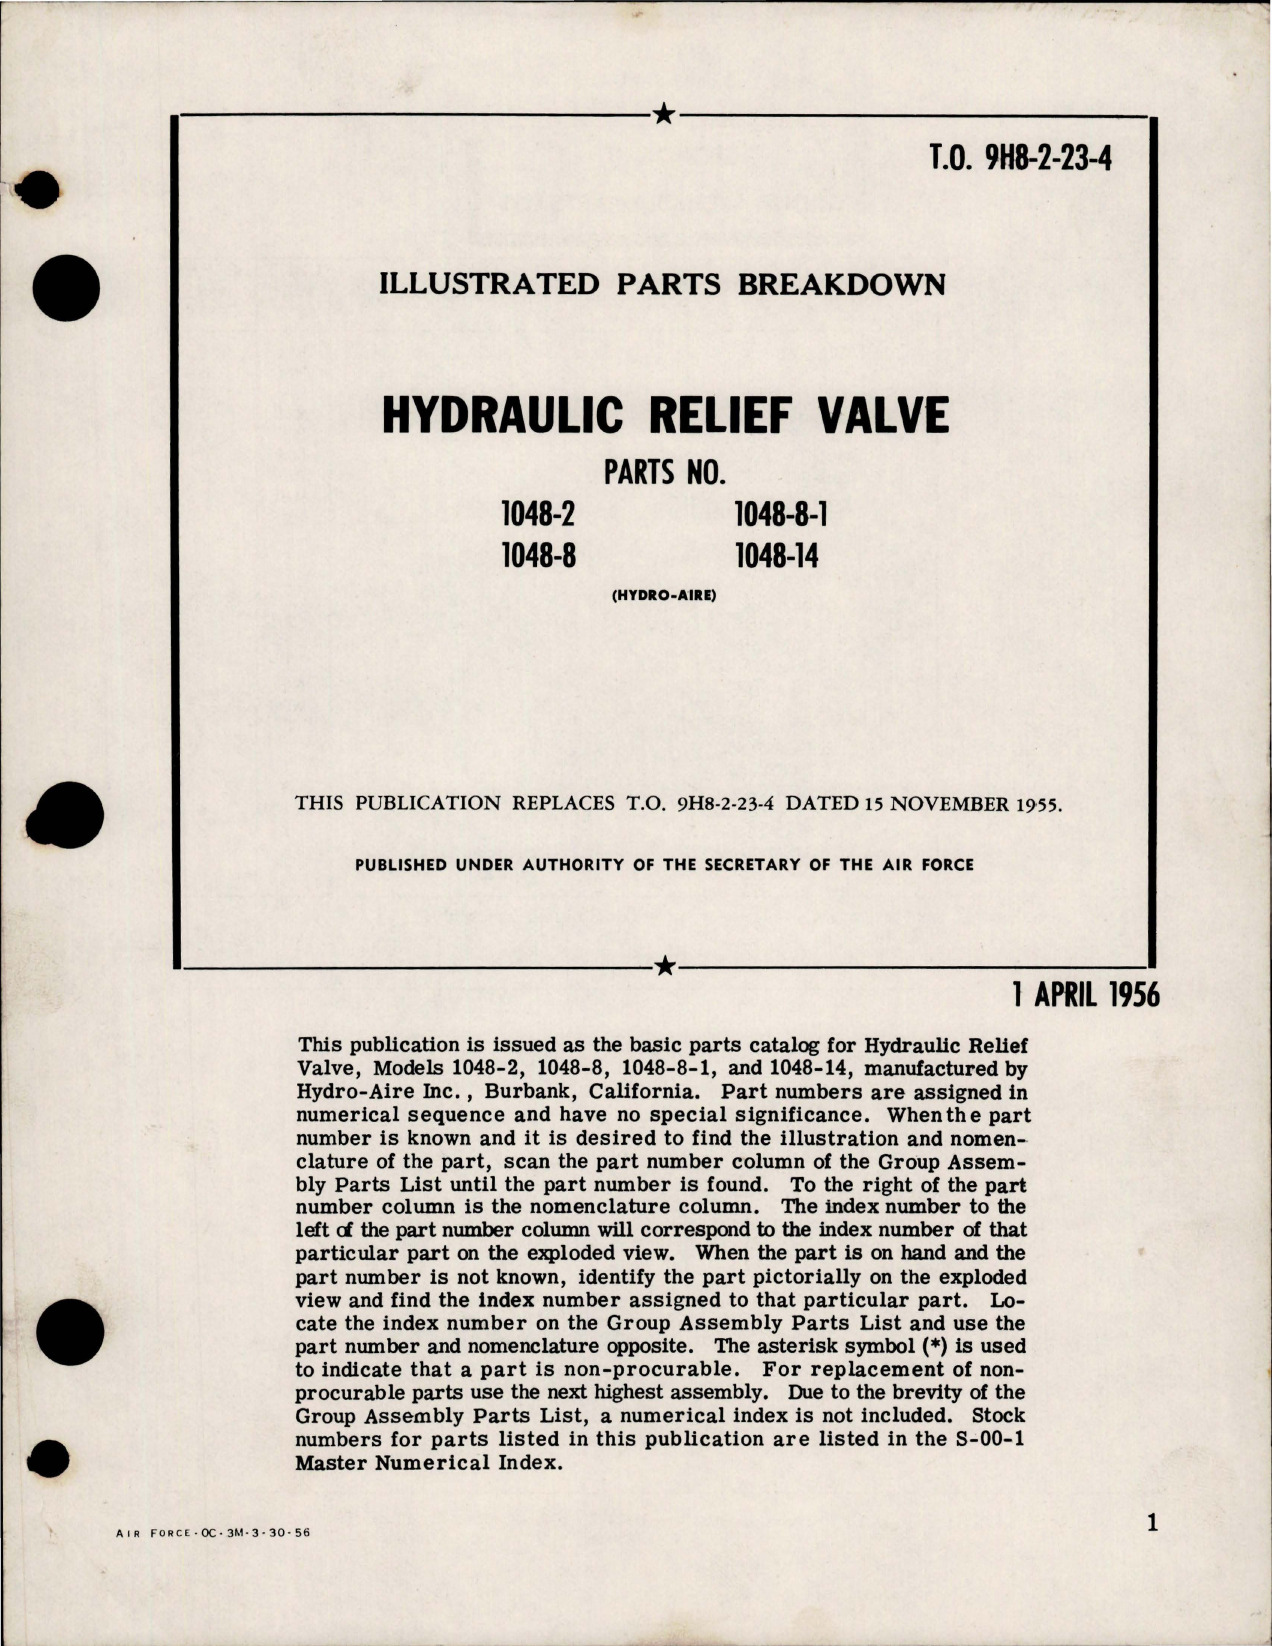 T.O. 9H8-2-23-4
ILLUSTRATED PARTS BREAKDOWN
HYDRAULIC RELIEF VALVE
PARTS NO.
1048-2 1048-8-1
1048-8 1048-14
(HYDRO-AIRE)
THIS PUBLICATION REPLACES T.O. 9H8-2-23-4 DATED 15 NOVEMBER 1955.
PUBLISHED UNDER AUTHORITY OF THE SECRETARY OF THE AIR FORCE
1 APRIL 1956
This publication is issued as the basic parts catalog for Hydraulic Relief
Valve, Models 1048-2, 1048-8, 1048-8-1, and 1048-14, manufactured by
Hydro-Aire Inc., Burbank, California. Part numbers are assigned in
numerical sequence and have no special significance. When the part
number is known and it is desired to find the illustration and nomen-
clature of the part, scan the part number column of the Group Assem-
bly Parts List until the part number is found. To the right of the part
number column is the nomenclature column. The index number to the
left of the part number column will correspond to the index number of that
particular part on the exploded view. When the part is on hand and the
part number is not known, identify the part pictorially on the exploded
view and find the index number assigned to that particular part. Lo-
cate the index number on the Group Assembly Parts List and use the
part number and nomenclature opposite. The asterisk symbol (*) is used
to indicate that a part is non-procurable. For replacement of non-
procurable parts use the next highest assembly. Due to the brevity of the
Group Assembly Parts List, a numerical index is not included. Stock
numbers for parts listed in this publication are listed in the S-00-1
Master Numerical Index.
AIR FORCE-OC-3M-3-30-56
1